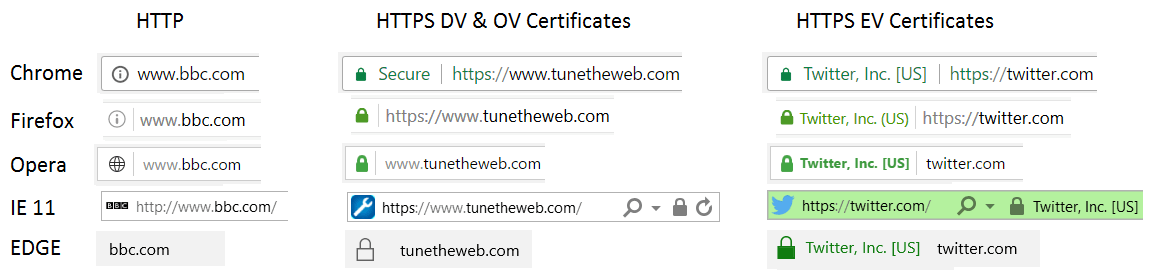 HTTP HTTPS DV & OV Certificates HTTPS EV Certificates
Chrome www.bbc.com Secure https://www.tunetheweb.com Twitter, Inc. [US] https://twitter.com
Firefox www.bbc.com https://www.tunetheweb.com Twitter, Inc. (US) https://twitter.com
Opera www.bbc.com www.tunetheweb.com Twitter, Inc. [US] twitter.com
IE 11 BBC http://www.bbc.com/ https://www.tunetheweb.com/ https://twitter.com/ Twitter, Inc. [US]
EDGE bbc.com tunetheweb.com Twitter, Inc. [US] twitter.com